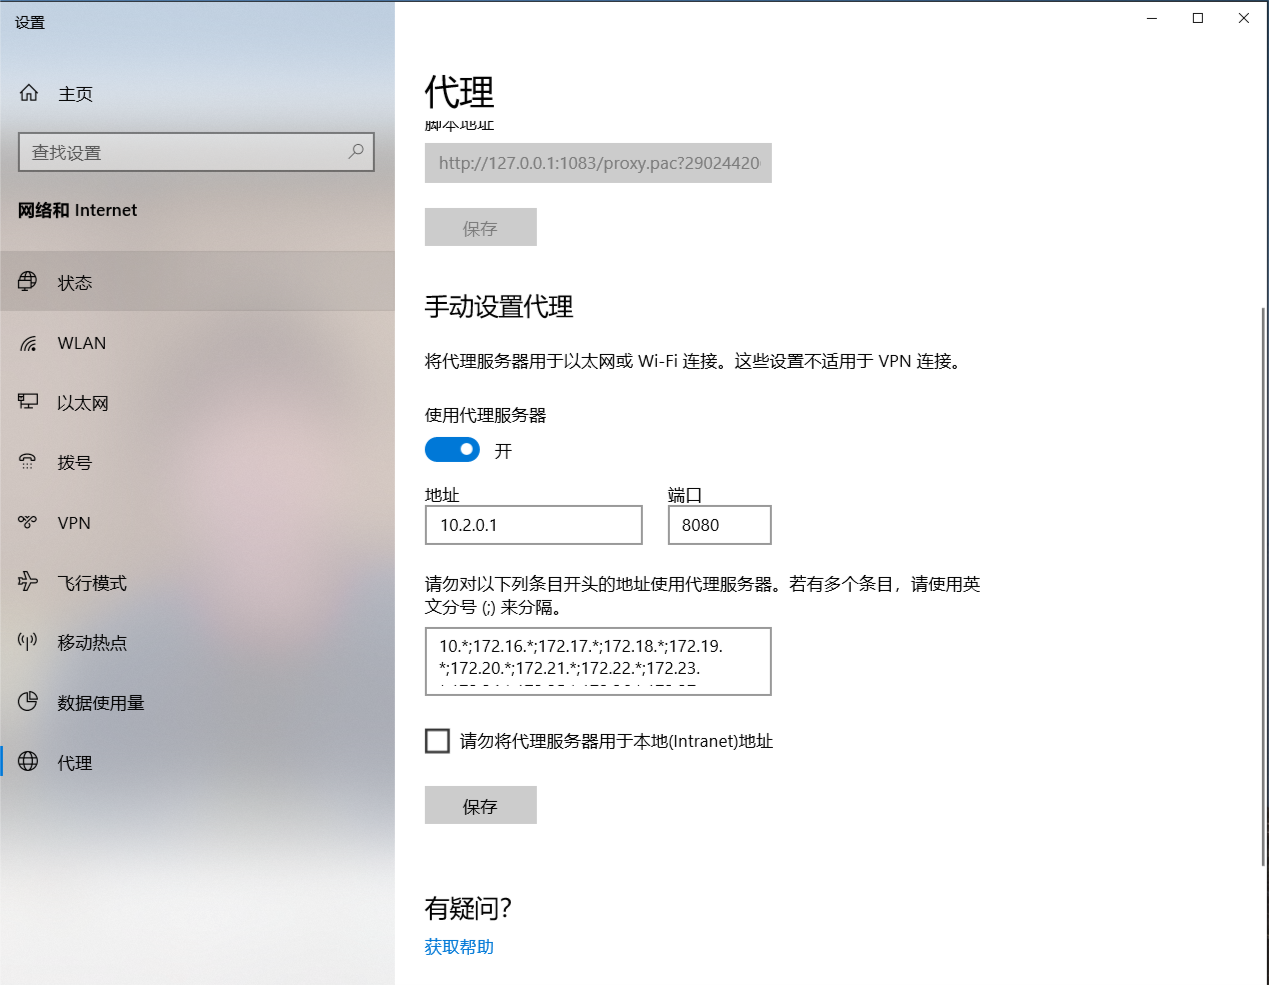 设置
主页
查找设置
网络和 Internet
状态
WLAN
以太网
拨号
VPN
飞行模式
移动热点
数据使用量
代理
代理
脚本地址
http://127.0.0.1:1083/proxy.pac?29024420
保存
手动设置代理
将代理服务器用于以太网或 Wi-Fi 连接。这些设置不适用于 VPN 连接。
使用代理服务器
开
地址 端口
10.2.0.1 8080
请勿对以下列条目开头的地址使用代理服务器。若有多个条目，请使用英
文分号 (;) 来分隔。
10.*;172.16.*;172.17.*;172.18.*;172.19.
*;172.20.*;172.21.*;172.22.*;172.23.
请勿将代理服务器用于本地(Intranet)地址
保存
有疑问?
获取帮助